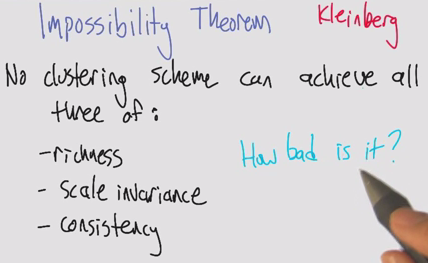 Impossibility Theorem Kleinberg
No clustering scheme can achieve all
three of:
- richness
- scale invariance
- consistency
How bad is it?